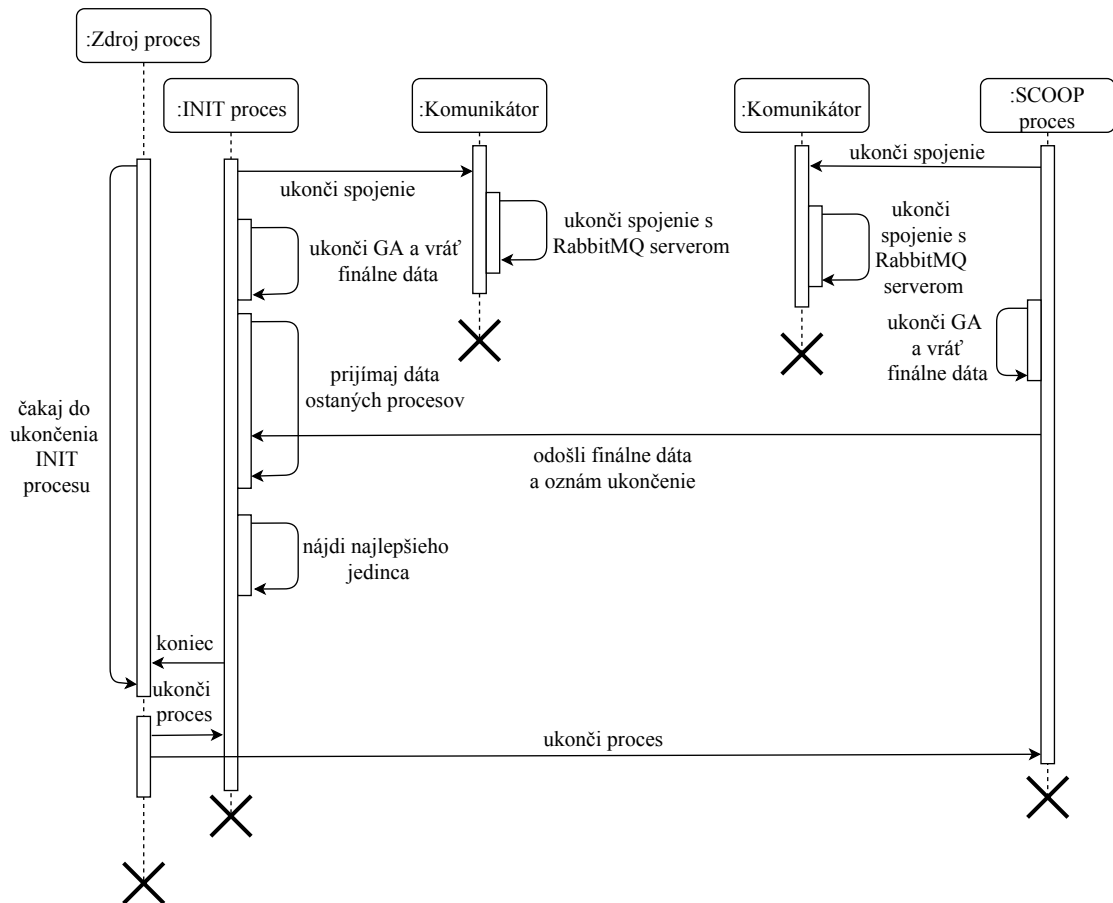 :Zdroj proces
:INIT proces
:Komunikátor
:Komunikátor
:SCOOP
proces
ukonči spojenie
ukonči spojenie
ukonči spojenie s
RabbitMQ serverom
ukonči
spojenie s
RabbitMQ
serverom
ukonči GA a vráť
finálne dáta
ukonči GA
a vráť
finálne dáta
prijímaj dáta
ostaných procesov
čakaj do
ukončenia
INIT
procesu
odošli finálne dáta
a oznám ukončenie
nájdi najlepšieho
jedinca
koniec
ukonči
proces
ukonči proces